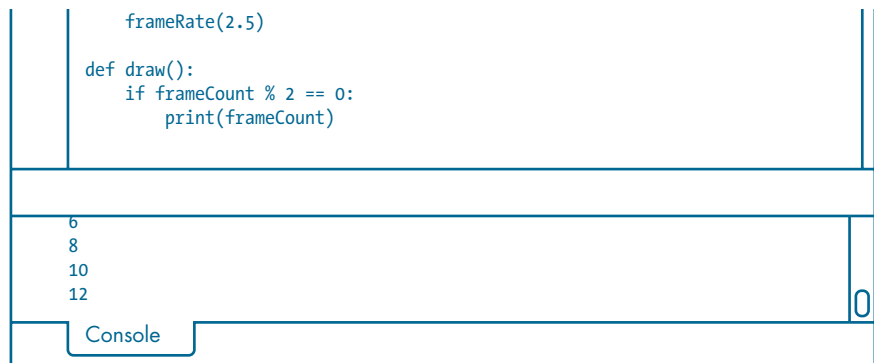 frameRate(2.5)
def draw():
if frameCount % 2 == 0:
print(frameCount)
6
8
10
12
Console